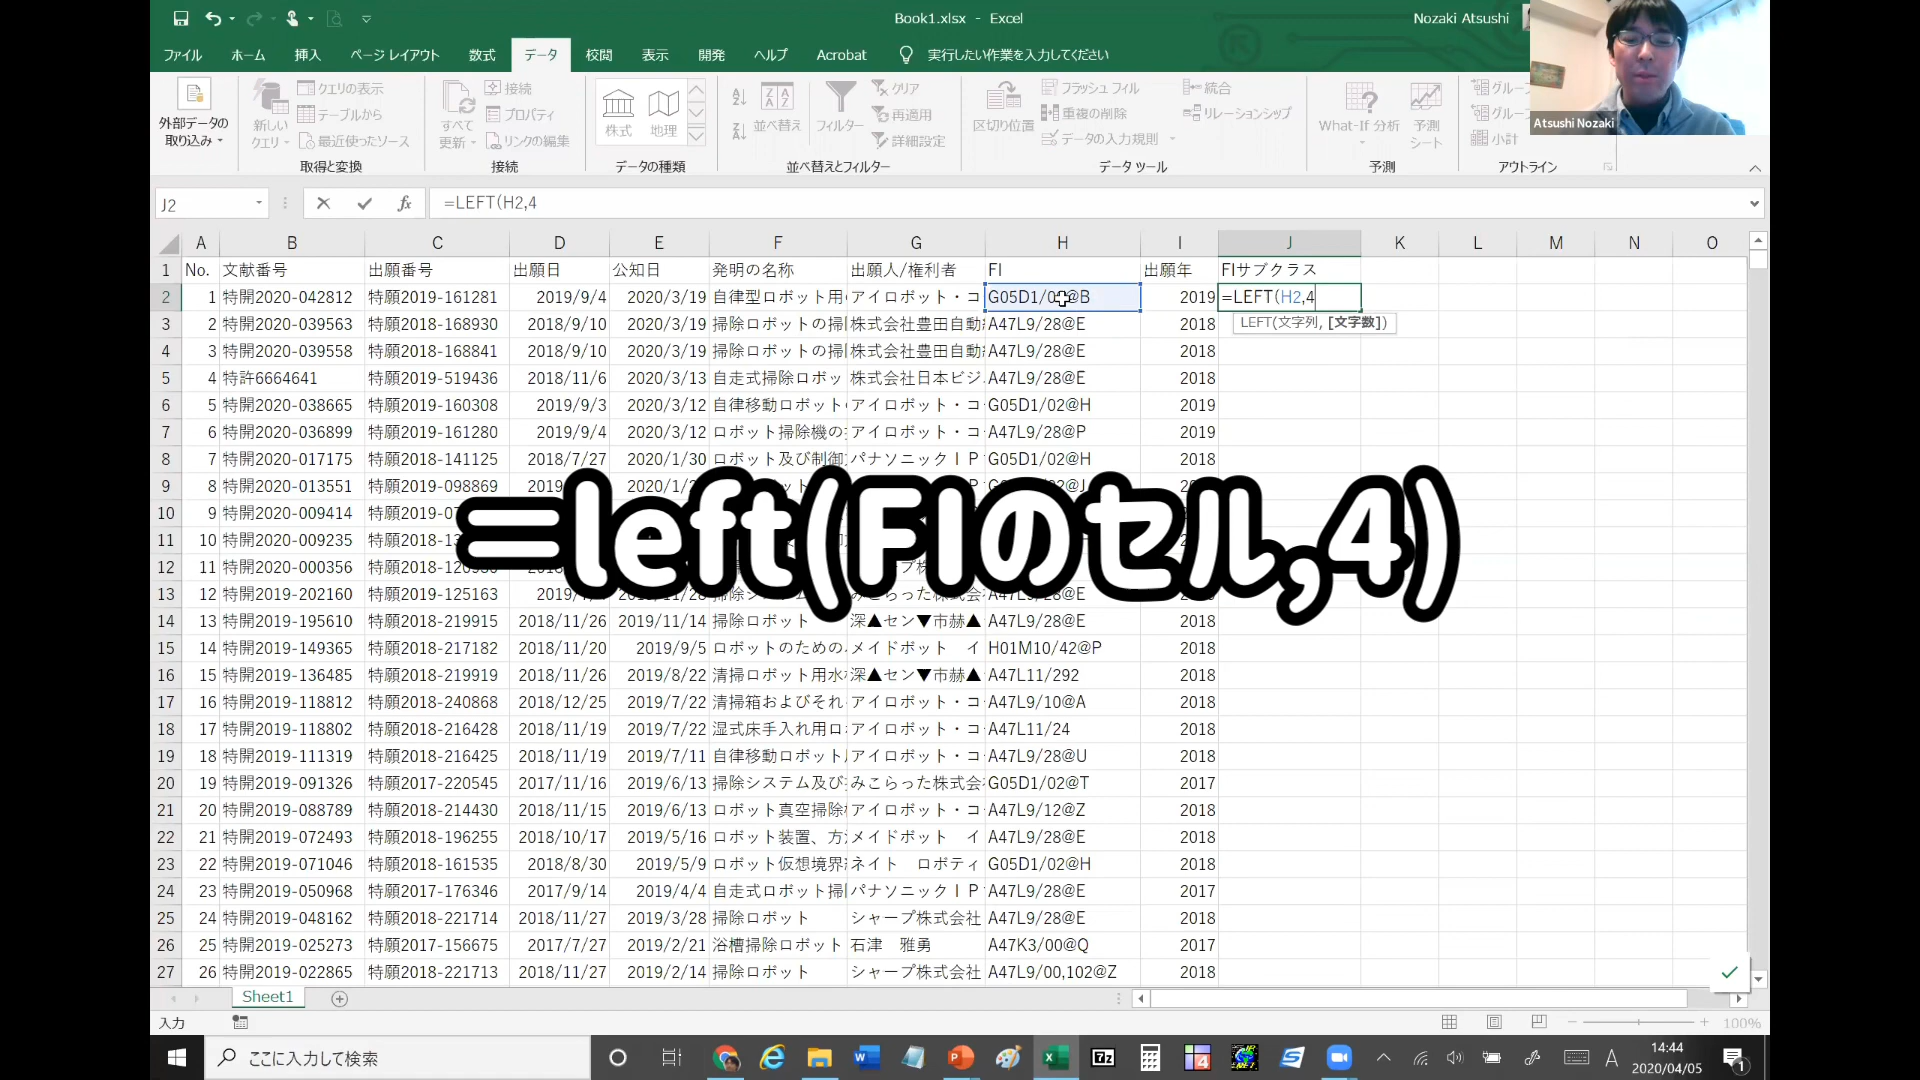 Book1.xlsx - Excel
Nozaki Atsushi
ファイル ホーム 挿入 ページ レイアウト 数式 データ 校閲 表示 開発 ヘルプ Acrobat 実行したい作業を入力してください
外部データの取り込み
新しいクエリ
クエリの表示
テーブルから
最近使ったソース
取得と変換
すべて更新
接続
プロパティ
リンクの編集
接続
株式 地理
データの種類
並べ替え フィルター
クリア
再適用
詳細設定
並べ替えとフィルター
区切り位置
フラッシュ フィル
重複の削除
データの入力規則
統合
リレーションシップ
データ ツール
What-If 分析
予測シート
予測
小計
アウトライン
Atsushi Nozaki
J2 =LEFT(H2,4
A B C D E F G H I J K L M N O
1 No. 文献番号 出願番号 出願日 公知日 発明の名称 出願人/権利者 FI 出願年 FIサブクラス
2 1 特開2020-042812 特願2019-161281 2019/9/4 2020/3/19 自律型ロボット用 アイロボット・コ G05D1/0 @B 2019 =LEFT(H2,4
LEFT(文字列, [文字数])
3 2 特開2020-039563 特願2018-168930 2018/9/10 2020/3/19 掃除ロボットの掃 株式会社豊田自動 A47L9/28@E 2018
4 3 特開2020-039558 特願2018-168841 2018/9/10 2020/3/19 掃除ロボットの掃 株式会社豊田自動 A47L9/28@E 2018
5 4 特許6664641 特願2019-519436 2018/11/6 2020/3/13 自走式掃除ロボッ 株式会社日本ビジ A47L9/28@E 2018
6 5 特開2020-038665 特願2019-160308 2019/9/3 2020/3/12 自律移動ロボット アイロボット・コ G05D1/02@H 2019
7 6 特開2020-036899 特願2019-161280 2019/9/4 2020/3/12 ロボット掃除機の アイロボット・コ A47L9/28@P 2019
8 7 特開2020-017175 特願2018-141125 2018/7/27 2020/1/30 ロボット及び制御 パナソニックＩＰ G05D1/02@H 2018
9 8 特開2020-013551 特願2019-098869
10 9 特開2020-009414
11 10 特開2020-009235
12 11 特開2020-000356
=left(FIのセル,4)
13 12 特開2019-202160 特願2019-125163
14 13 特開2019-195610 特願2018-219915 2018/11/26 2019/11/14 掃除ロボット 深▲セン▼市赫▲ A47L9/28@E 2018
15 14 特開2019-149365 特願2018-217182 2018/11/20 2019/9/5 ロボットのための メイドボット イ H01M10/42@P 2018
16 15 特開2019-136485 特願2018-219919 2018/11/26 2019/8/22 清掃ロボット用水 深▲セン▼市赫▲ A47L11/292 2018
17 16 特開2019-118812 特願2018-240868 2018/12/25 2019/7/22 清掃箱およびそれ アイロボット・コ A47L9/10@A 2018
18 17 特開2019-118802 特願2018-216428 2018/11/19 2019/7/22 湿式床手入れ用ロ アイロボット・コ A47L11/24 2018
19 18 特開2019-111319 特願2018-216425 2018/11/19 2019/7/11 自律移動ロボット アイロボット・コ A47L9/28@U 2018
20 19 特開2019-091326 特願2017-220545 2017/11/16 2019/6/13 掃除システム及び みこらった株式会 G05D1/02@T 2017
21 20 特開2019-088789 特願2018-214430 2018/11/15 2019/6/13 ロボット真空掃除 アイロボット・コ A47L9/12@Z 2018
22 21 特開2019-072493 特願2018-196255 2018/10/17 2019/5/16 ロボット装置、方 メイドボット イ A47L9/28@E 2018
23 22 特開2019-071046 特願2018-161535 2018/8/30 2019/5/9 ロボット仮想境界 ネイト ロボティ G05D1/02@H 2018
24 23 特開2019-050968 特願2017-176346 2017/9/14 2019/4/4 自走式ロボット掃 パナソニックＩＰ A47L9/28@E 2017
25 24 特開2019-048162 特願2018-221714 2018/11/27 2019/3/28 掃除ロボット シャープ株式会社 A47L9/28@E 2018
26 25 特開2019-025273 特願2017-156675 2017/7/27 2019/2/21 浴槽掃除ロボット 石津 雅勇 A47K3/00@Q 2017
27 26 特開2019-022865 特願2018-221713 2018/11/27 2019/2/14 掃除ロボット シャープ株式会社 A47L9/00,102@Z 2018
Sheet1
入力 100%
ここに入力して検索
A 14:44
2020/04/05